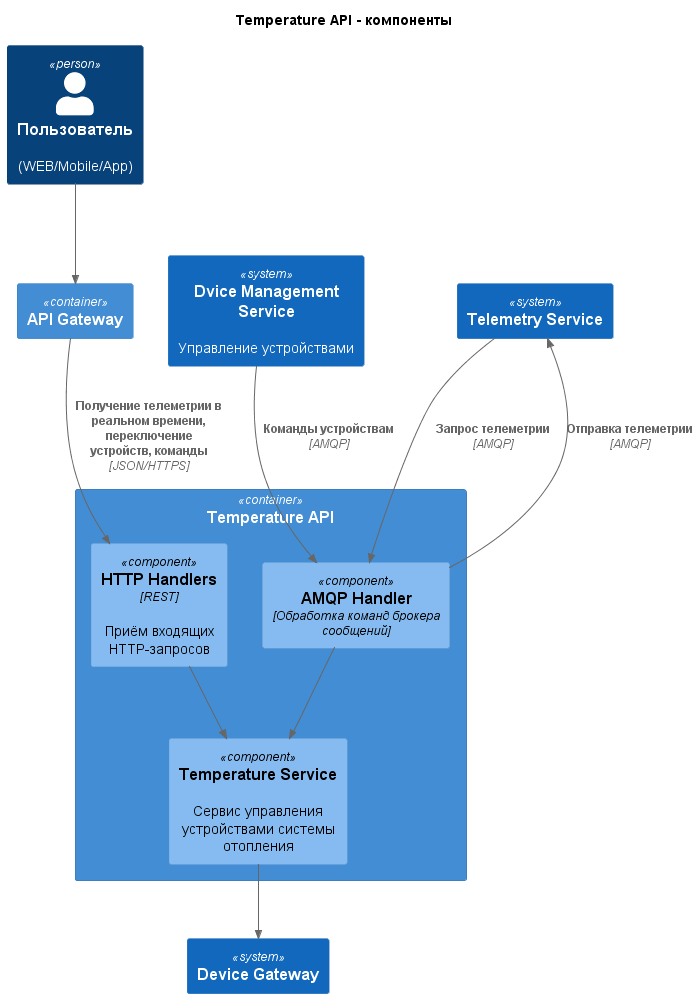 Temperature API - компоненты
«person»
Пользователь
(WEB/Mobile/App)
«container»
API Gateway
«system»
Dvice Management
Service
Управление устройствами
«system»
Telemetry Service
Получение телеметрии в
реальном времени,
переключение
устройств, команды
[JSON/HTTPS]
Команды устройствам
[AMQP]
Запрос телеметрии
[AMQP]
Отправка телеметрии
[AMQP]
«container»
Temperature API
«component»
HTTP Handlers
[REST]
Приём входящих
HTTP-запросов
«component»
AMQP Handler
[Обработка команд брокера
сообщений]
«component»
Temperature Service
Сервис управления
устройствами системы
отопления
«system»
Device Gateway